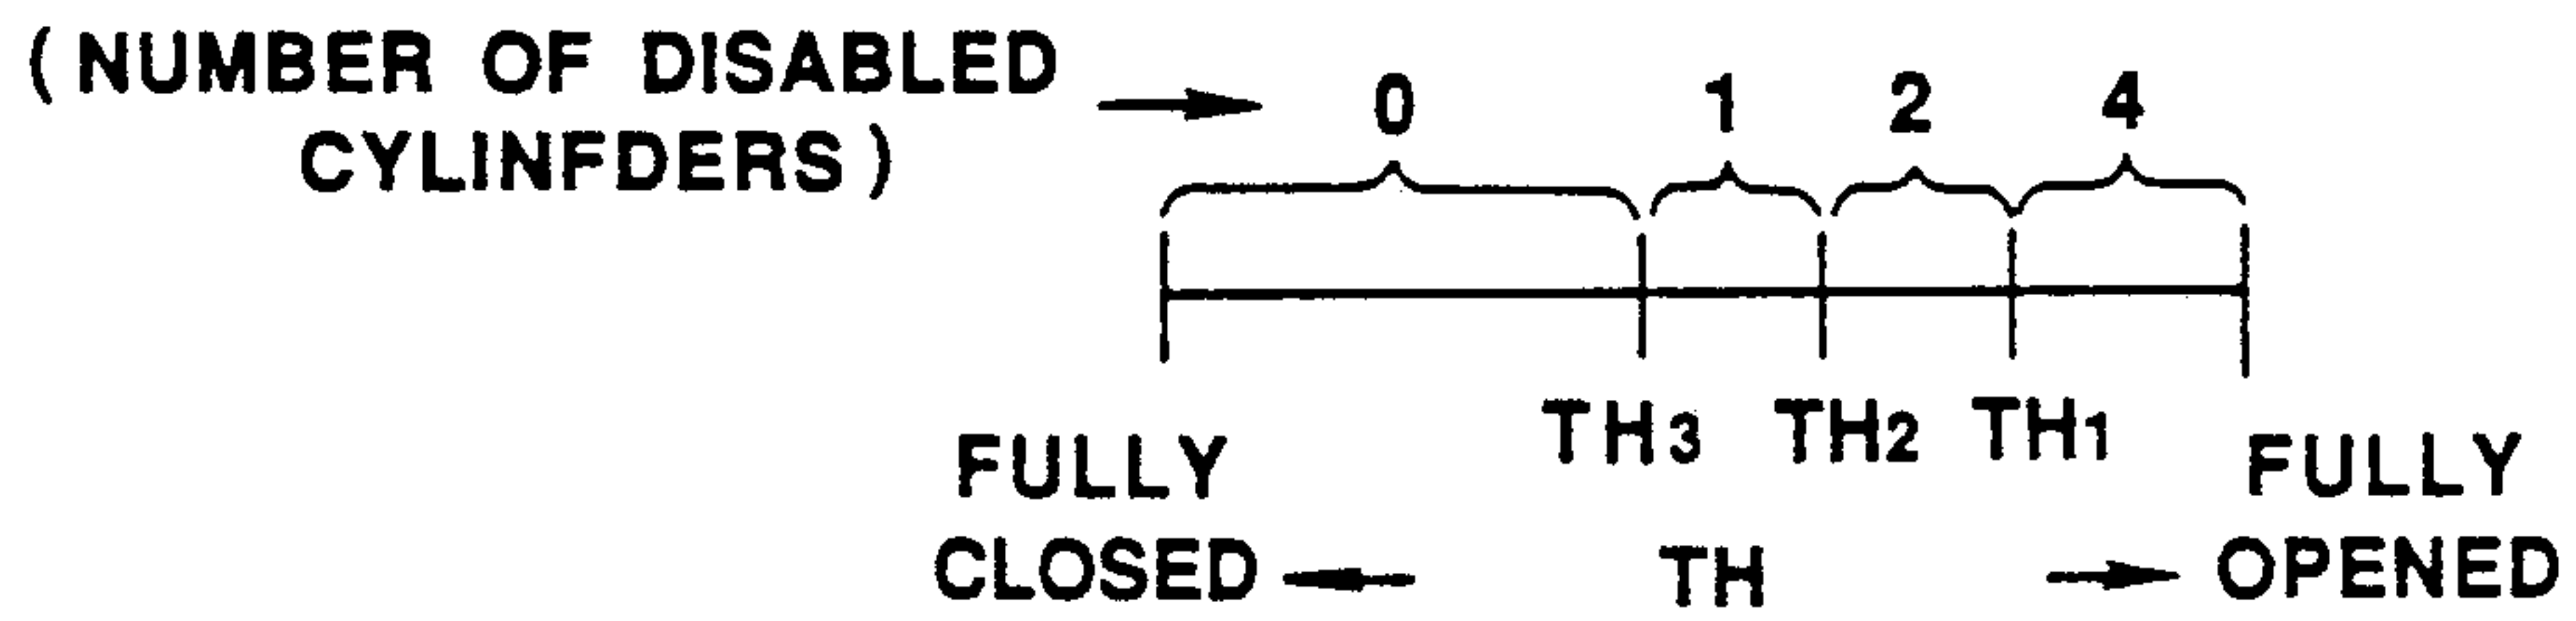 (NUMBER OF DISABLED
CYLINFDERS)
0 1 2 4
TH3 TH2 TH1
FULLY
CLOSED
TH
FULLY
OPENED